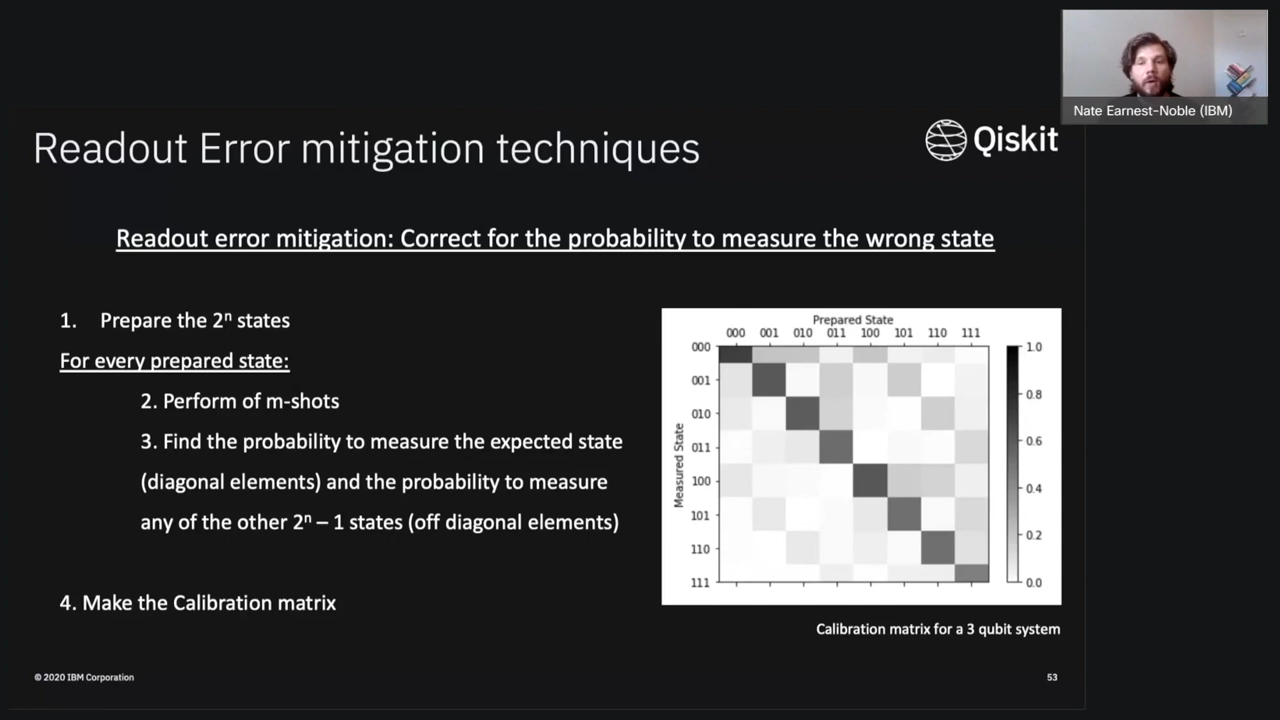 Nate Earnest-Noble (IBM)
Readout Error mitigation techniques
Qiskit
Readout error mitigation: Correct for the probability to measure the wrong state
1. Prepare the 2ⁿ states
For every prepared state:
2. Perform of m-shots
3. Find the probability to measure the expected state
(diagonal elements) and the probability to measure
any of the other 2ⁿ – 1 states (off diagonal elements)
4. Make the Calibration matrix
Prepared State
000 001 010 011 100 101 110 111
Measured State
000
001
010
011
100
101
110
111
1.0
0.8
0.6
0.4
0.2
0.0
Calibration matrix for a 3 qubit system
© 2020 IBM Corporation
53